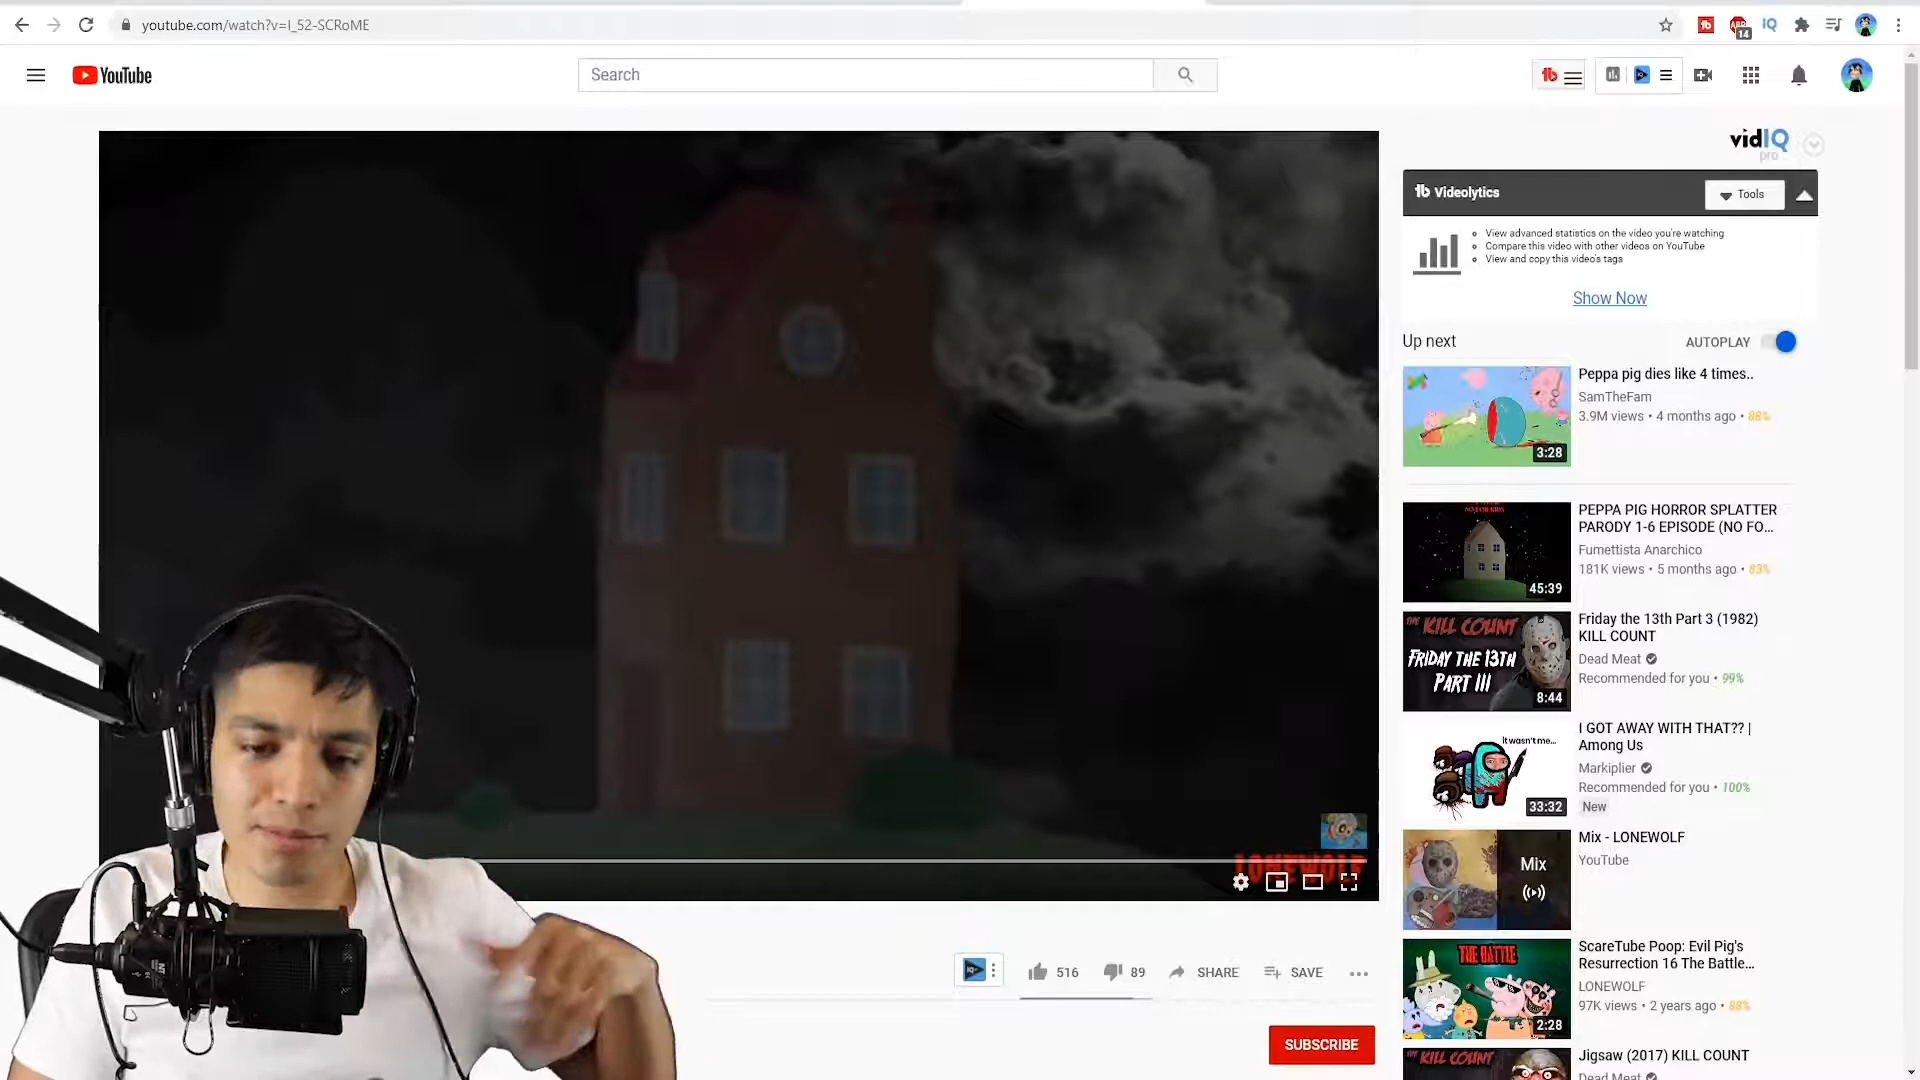 youtube.com/watch?v=I_52-SCRoME
14
IQ
YouTube
Search
vidIQ
pro
Videolytics
Tools
View advanced statistics on the video you're watching
Compare this video with other videos on YouTube
View and copy this video's tags
Show Now
Up next
AUTOPLAY
Peppa pig dies like 4 times..
SamTheFam
3.9M views • 4 months ago • 88%
3:28
PEPPA PIG HORROR SPLATTER
PARODY 1-6 EPISODE (NO FO...
Fumettista Anarchico
181K views • 5 months ago • 83%
45:39
THE KILL COUNT
FRIDAY THE 13TH
PART III
8:44
Friday the 13th Part 3 (1982)
KILL COUNT
Dead Meat
Recommended for you • 99%
It wasn't me...
33:32
I GOT AWAY WITH THAT?? |
Among Us
Markiplier
Recommended for you • 100%
New
Mix
Mix - LONEWOLF
YouTube
THE BATTLE
2:28
ScareTube Poop: Evil Pig's
Resurrection 16 The Battle...
LONEWOLF
97K views • 2 years ago • 88%
THE KILL COUNT
Jigsaw (2017) KILL COUNT
Dead Meat
LONEWOLF
516
89
SHARE
SAVE
SUBSCRIBE